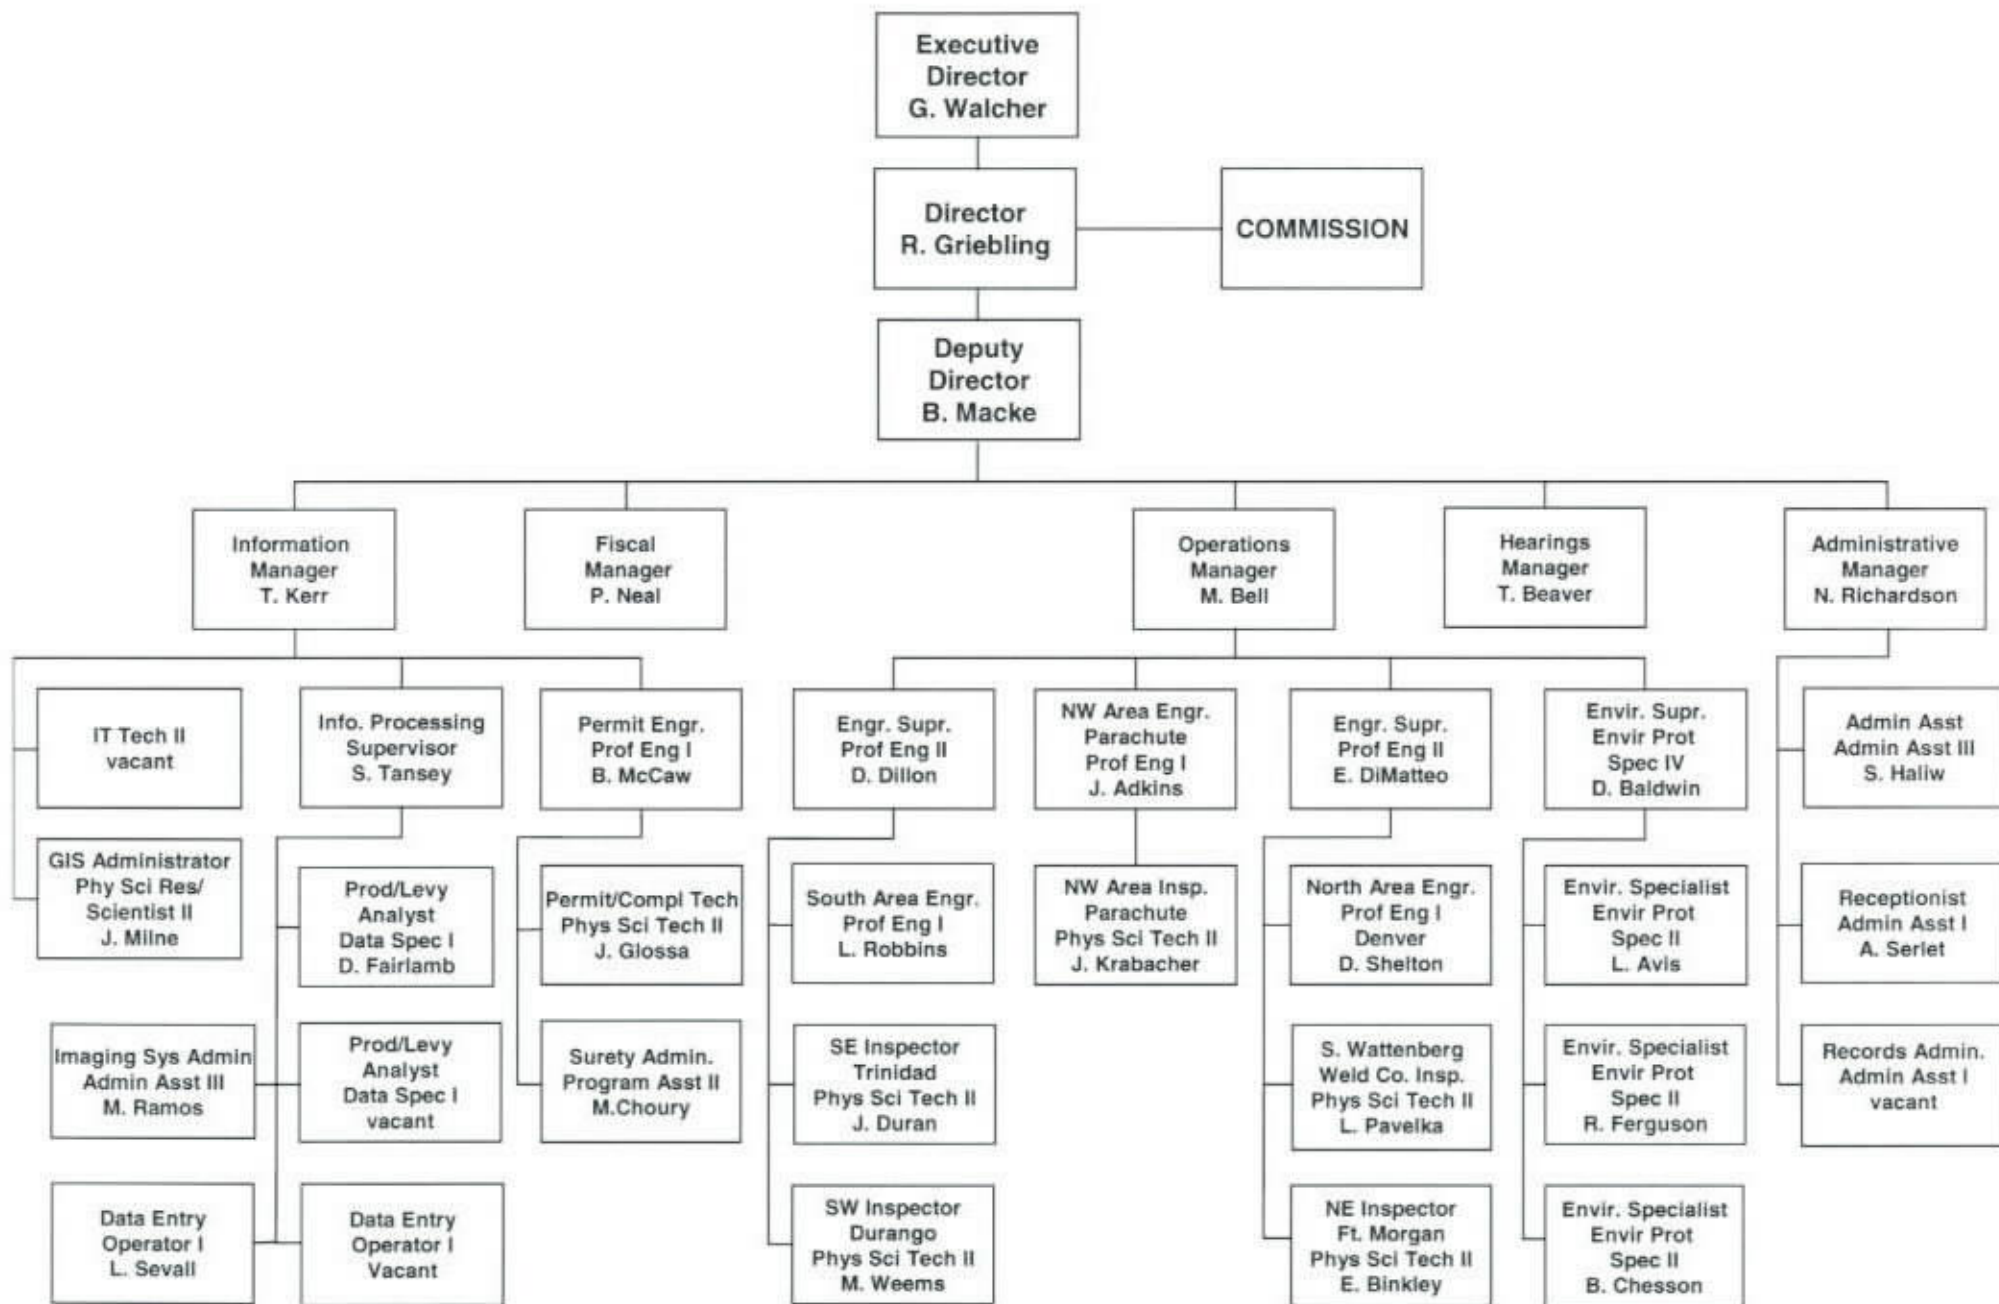 Executive
Director
G. Walcher
Director
R. Griebling
COMMISSION
Deputy
Director
B. Macke
Information
Manager
T. Kerr
Fiscal
Manager
P. Neal
Operations
Manager
M. Bell
Hearings
Manager
T. Beaver
Administrative
Manager
N. Richardson
IT Tech II
vacant
Info. Processing
Supervisor
S. Tansey
Permit Engr.
Prof Eng I
B. McCaw
Engr. Supr.
Prof Eng II
D. Dillon
NW Area Engr.
Parachute
Prof Eng I
J. Adkins
Engr. Supr.
Prof Eng II
E. DiMatteo
Envir. Supr.
Envir Prot
Spec IV
D. Baldwin
Admin Asst
Admin Asst III
S. Haliw
GIS Administrator
Phy Sci Res/
Scientist II
J. Milne
Prod/Levy
Analyst
Data Spec I
D. Fairlamb
Permit/Compl Tech
Phys Sci Tech II
J. Glossa
South Area Engr.
Prof Eng I
L. Robbins
NW Area Insp.
Parachute
Phys Sci Tech II
J. Krabacher
North Area Engr.
Prof Eng I
Denver
D. Shelton
Envir. Specialist
Envir Prot
Spec II
L. Avis
Receptionist
Admin Asst I
A. Serlet
Imaging Sys Admin
Admin Asst III
M. Ramos
Prod/Levy
Analyst
Data Spec I
vacant
Surety Admin.
Program Asst II
M.Choury
SE Inspector
Trinidad
Phys Sci Tech II
J. Duran
S. Wattenberg
Weld Co. Insp.
Phys Sci Tech II
L. Pavelka
Envir. Specialist
Envir Prot
Spec II
R. Ferguson
Records Admin.
Admin Asst I
vacant
Data Entry
Operator I
L. Sevall
Data Entry
Operator I
Vacant
SW Inspector
Durango
Phys Sci Tech II
M. Weems
NE Inspector
Ft. Morgan
Phys Sci Tech II
E. Binkley
Envir. Specialist
Envir Prot
Spec II
B. Chesson